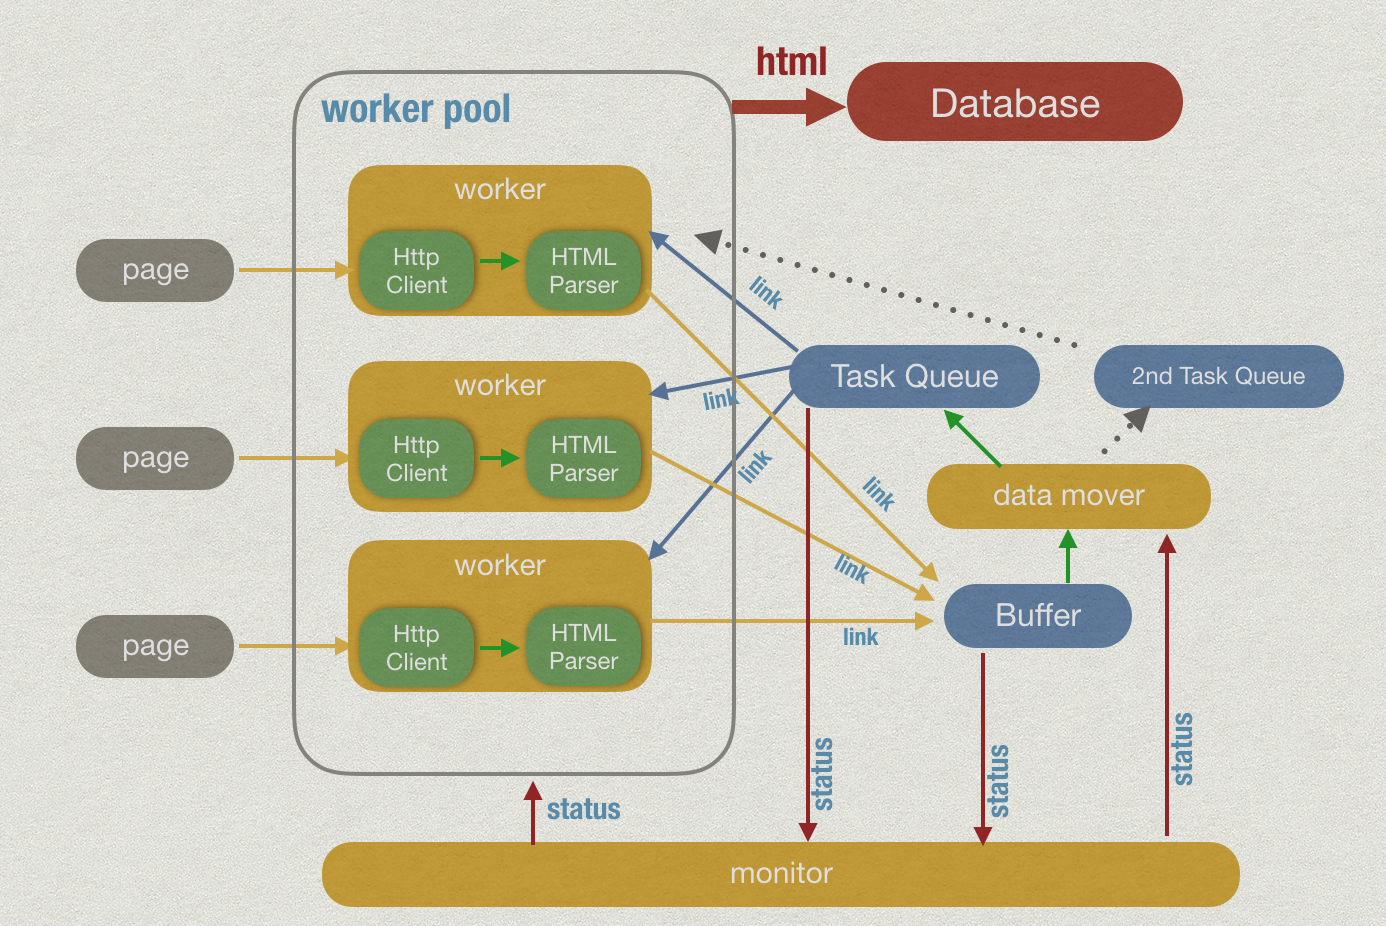 html
Database
worker pool
worker
Http
Client
HTML
Parser
page
link
worker
Http
Client
HTML
Parser
page
link
Task Queue
2nd Task Queue
link
link
data mover
worker
Http
Client
HTML
Parser
page
link
link
Buffer
status
status
status
status
monitor